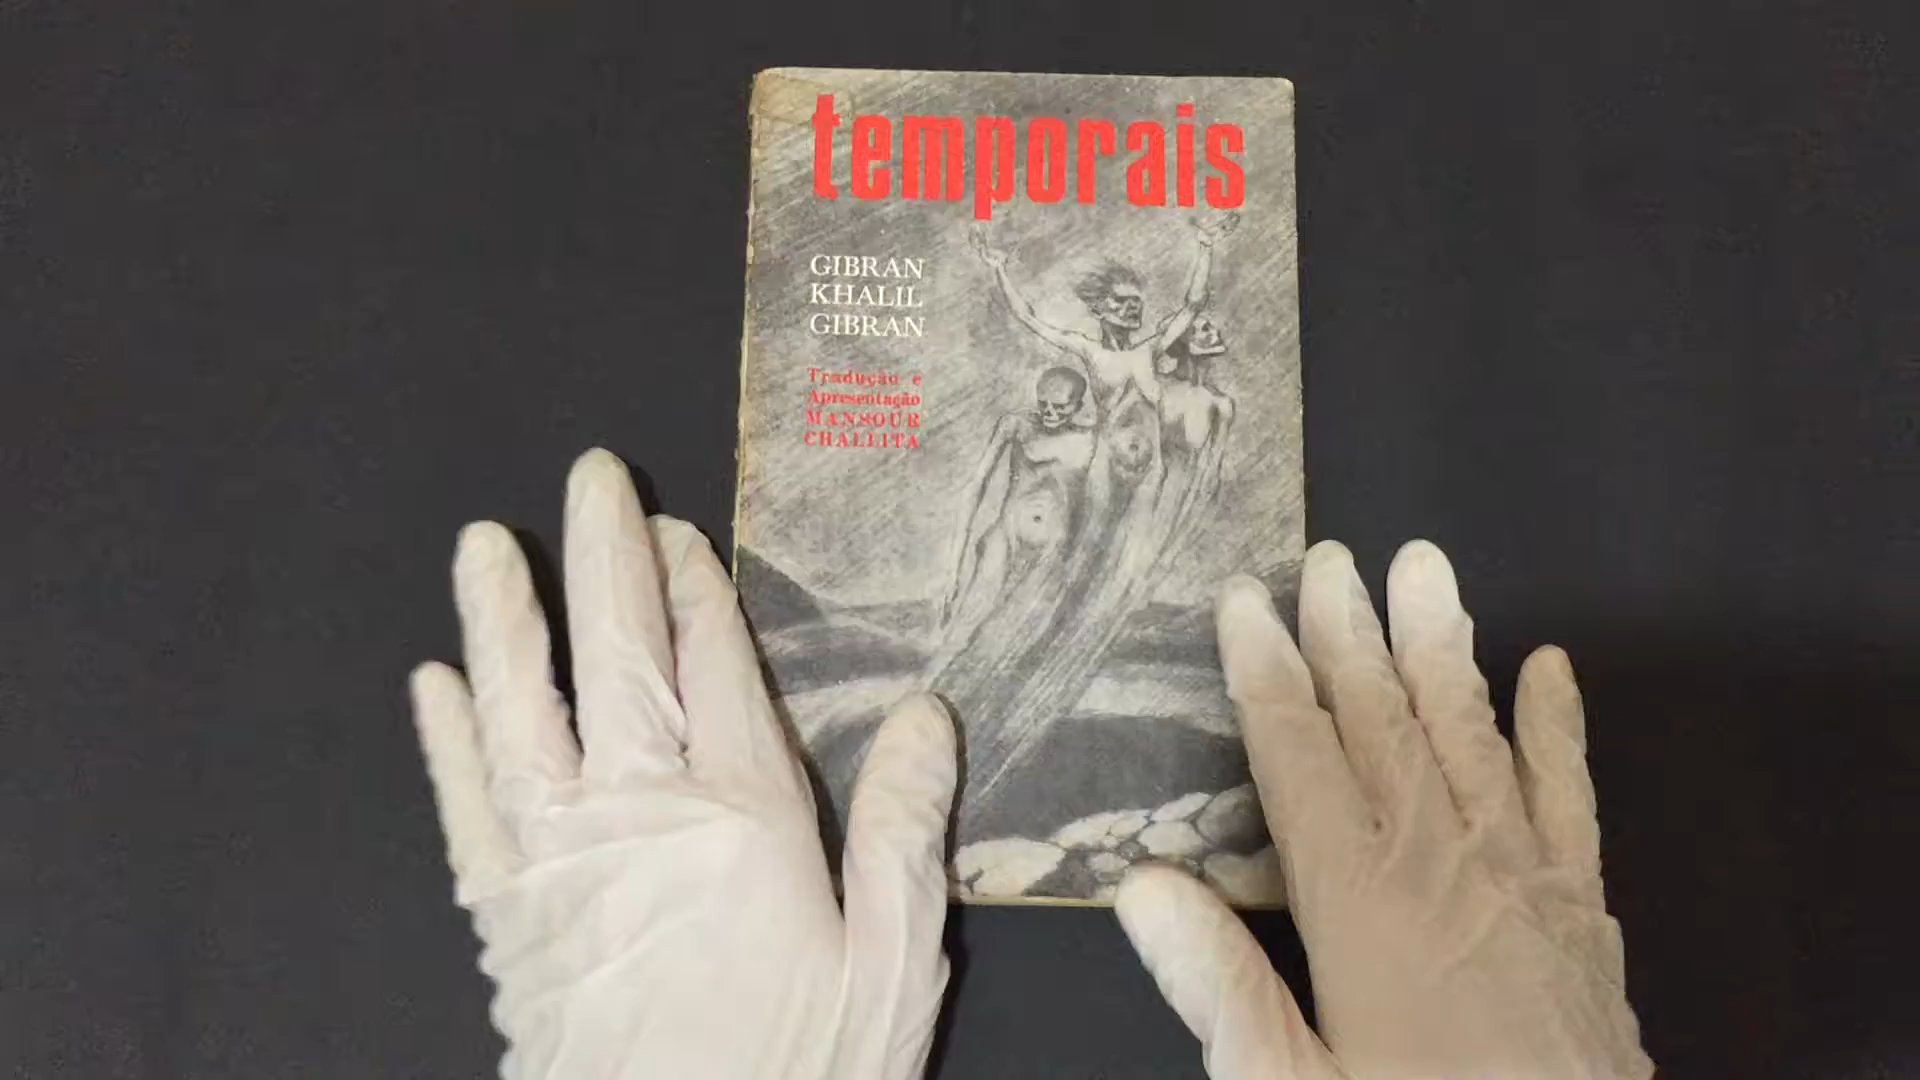 temporais
GIBRAN
KHALIL
GIBRAN
Tradução e
Apresentação
MANSOUR
CHALLITA